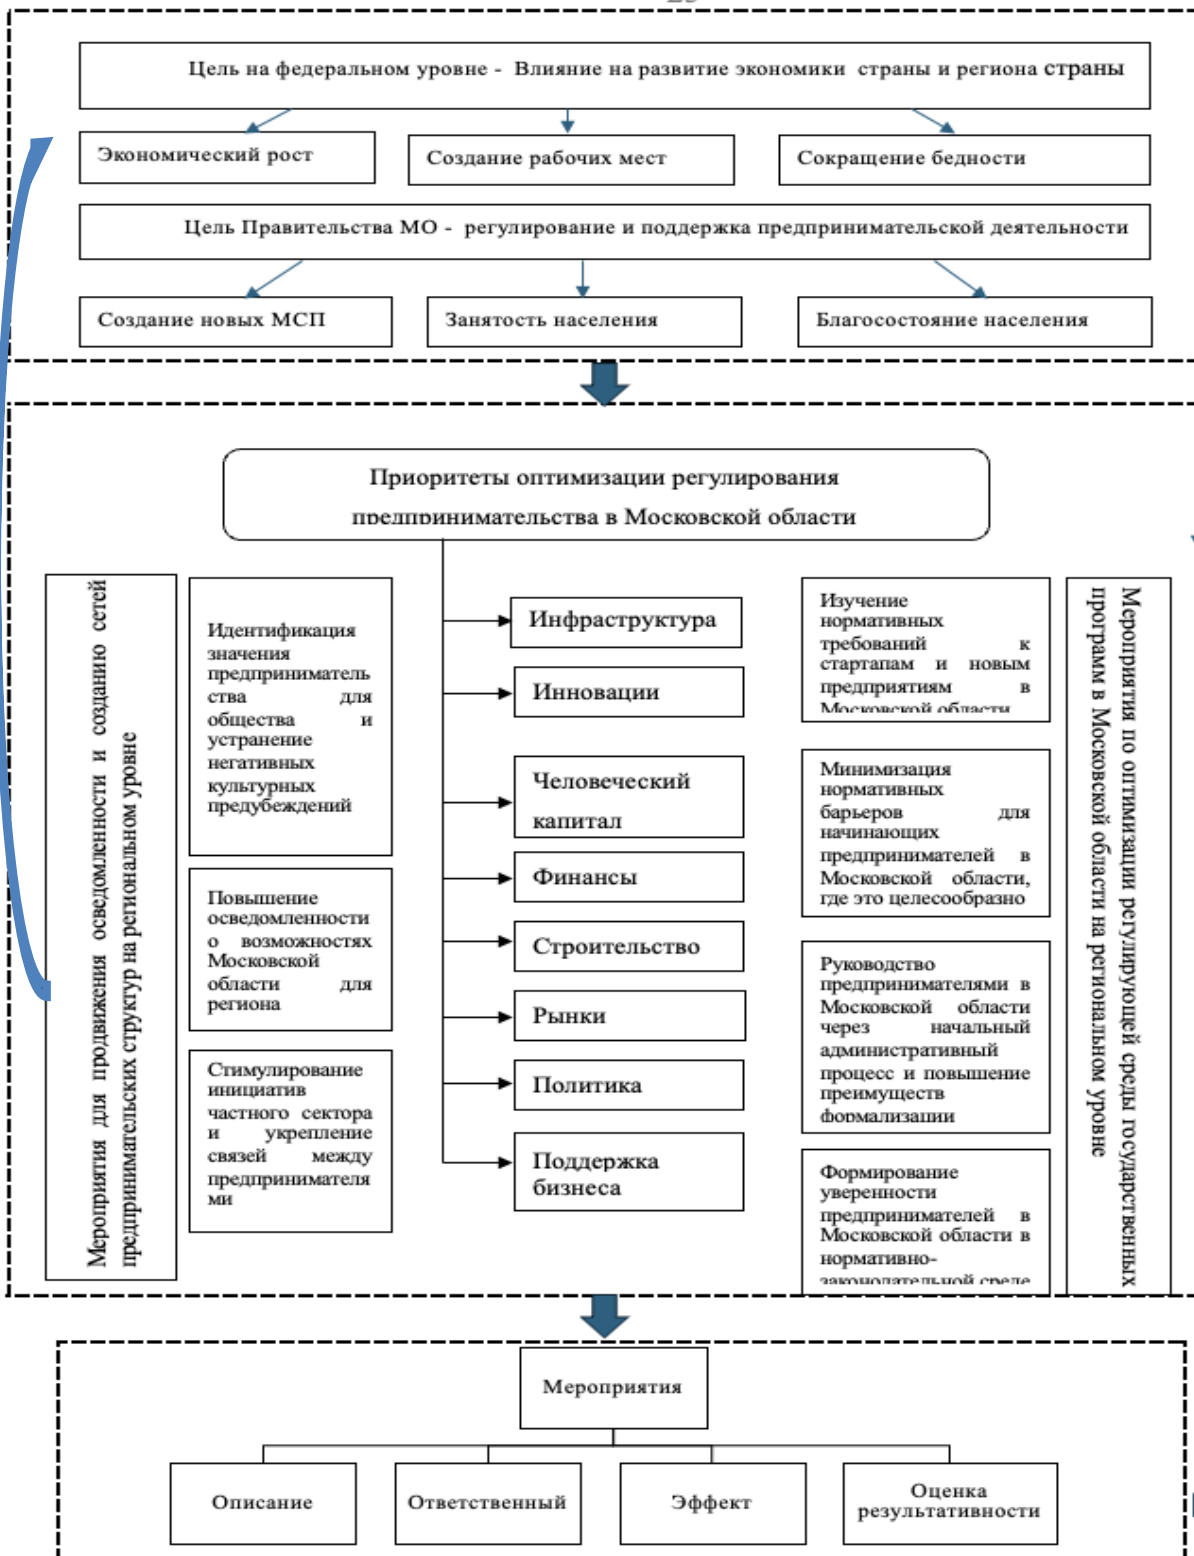 Цель на федеральном уровне - Влияние на развитие экономики страны и региона страны
Экономический рост
Создание рабочих мест
Сокращение бедности
Цель Правительства МО - регулирование и поддержка предпринимательской деятельности
Создание новых МСП
Занятость населения
Благосостояние населения
Приоритеты оптимизации регулирования
предпринимательства в Московской области
Мероприятия для продвижения осведомленности и созданию сетей
предпринимательских структур на региональном уровне
Идентификация
значения
предприниматель
ства для
общества и
устранение
негативных
культурных
предубеждений
Повышение
осведомленности
о возможностях
Московской
области для
региона
Стимулирование
инициатив
частного сектора
и укрепление
связей между
предпринимателя
ми
Инфраструктура
Инновации
Человеческий
капитал
Финансы
Строительство
Рынки
Политика
Поддержка
бизнеса
Изучение
нормативных
требований к
стартапам и новым
предприятиям в
Московской области
Минимизация
нормативных
барьеров для
начинающих
предпринимателей в
Московской области,
где это целесообразно
Руководство
предпринимателями в
Московской области
через начальный
административный
процесс и повышение
преимуществ
формализации
Формирование
уверенности
предпринимателей в
Московской области в
нормативно-
законодательной среде
Мероприятия по оптимизации регулирующей среды государственных
программ в Московской области на региональном уровне
Мероприятия
Описание
Ответственный
Эффект
Оценка
результативности